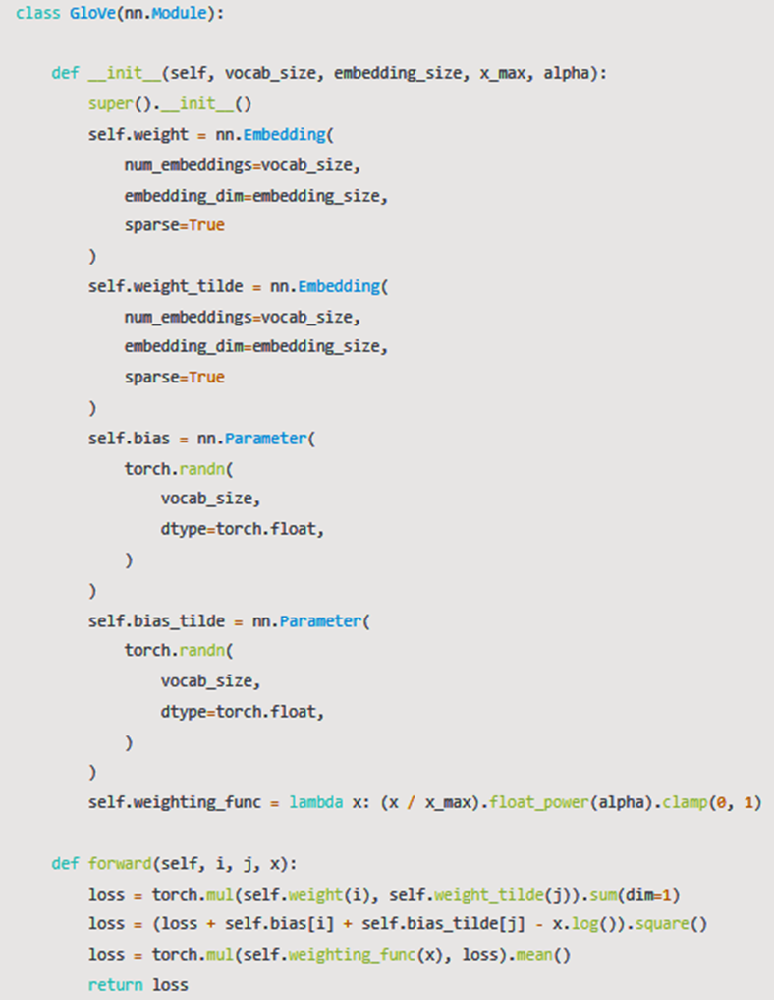 class GloVe(nn.Module):
    def __init__(self, vocab_size, embedding_size, x_max, alpha):
        super().__init__()
        self.weight = nn.Embedding(
            num_embeddings=vocab_size,
            embedding_dim=embedding_size,
            sparse=True
        )
        self.weight_tilde = nn.Embedding(
            num_embeddings=vocab_size,
            embedding_dim=embedding_size,
            sparse=True
        )
        self.bias = nn.Parameter(
            torch.randn(
                vocab_size,
                dtype=torch.float,
            )
        )
        self.bias_tilde = nn.Parameter(
            torch.randn(
                vocab_size,
                dtype=torch.float,
            )
        )
        self.weighting_func = lambda x: (x / x_max).float_power(alpha).clamp(0, 1)
    def forward(self, i, j, x):
        loss = torch.mul(self.weight(i), self.weight_tilde(j)).sum(dim=1)
        loss = (loss + self.bias[i] + self.bias_tilde[j] - x.log()).square()
        loss = torch.mul(self.weighting_func(x), loss).mean()
        return loss